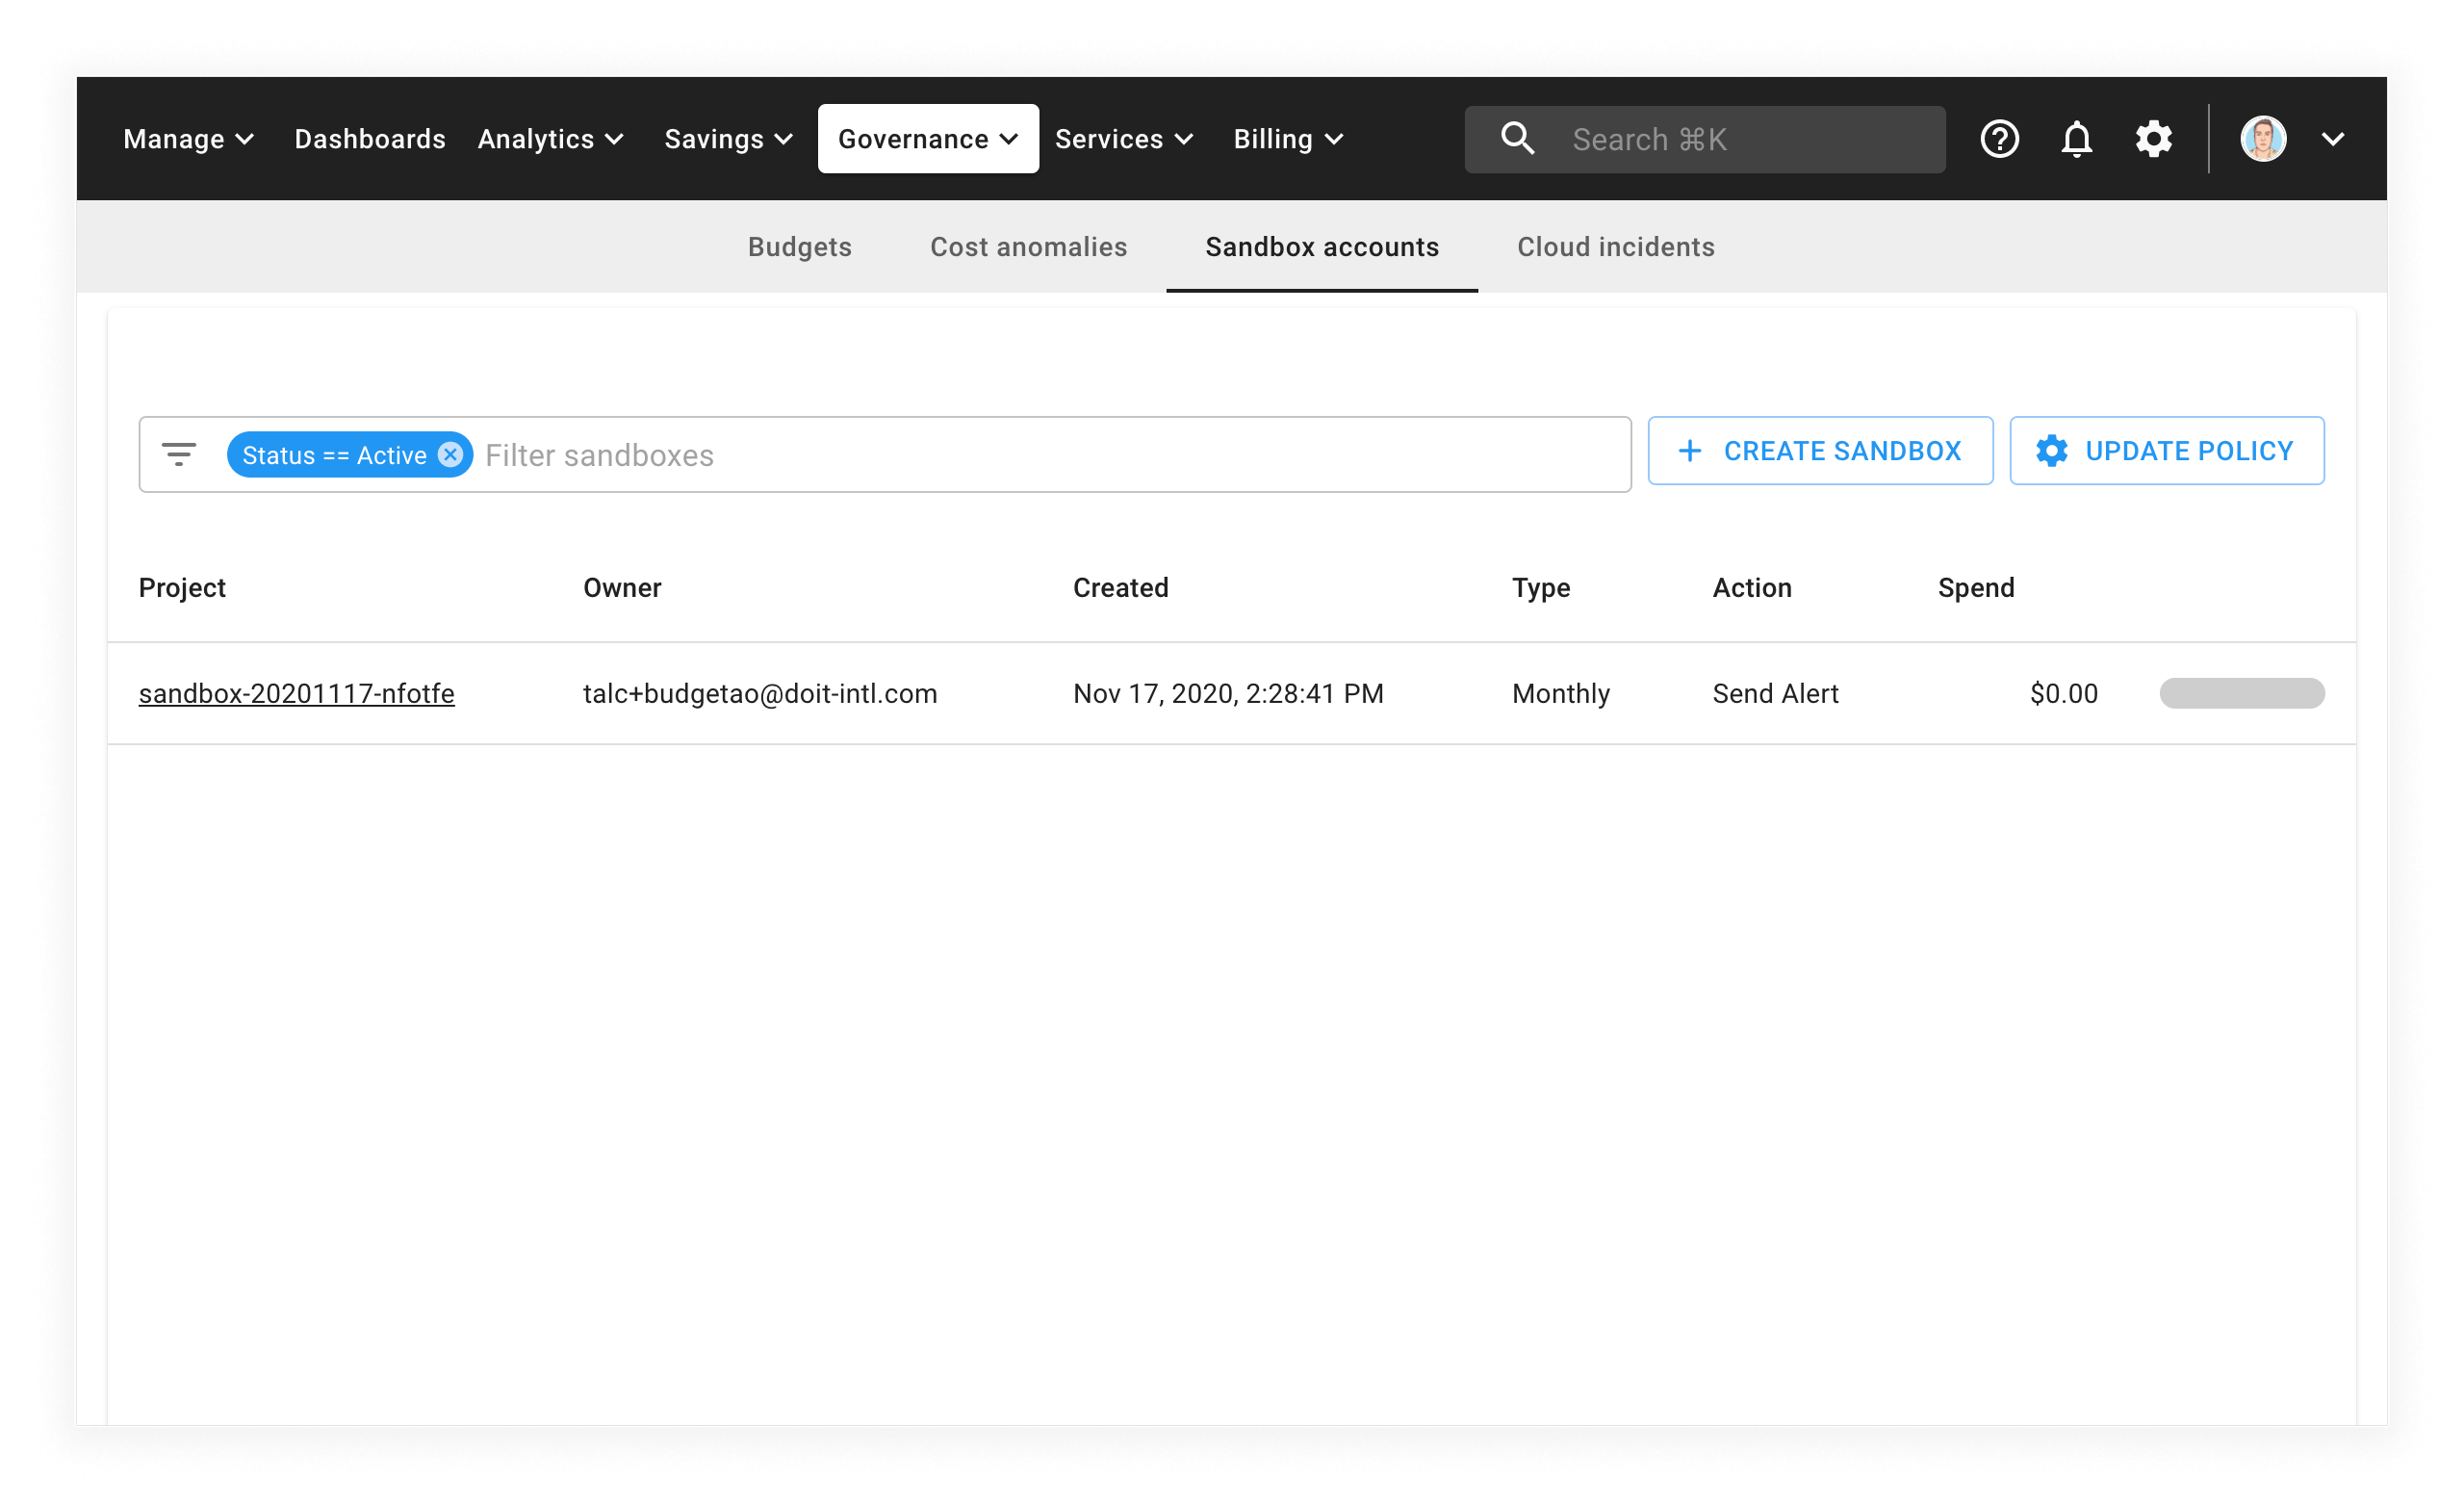 Manage Dashboards Analytics Savings Governance Services Billing Search ⌘K
Budgets Cost anomalies Sandbox accounts Cloud incidents
Status == Active Filter sandboxes + CREATE SANDBOX UPDATE POLICY
Project Owner Created Type Action Spend
sandbox-20201117-nfotfe talc+budgetao@doit-intl.com Nov 17, 2020, 2:28:41 PM Monthly Send Alert $0.00